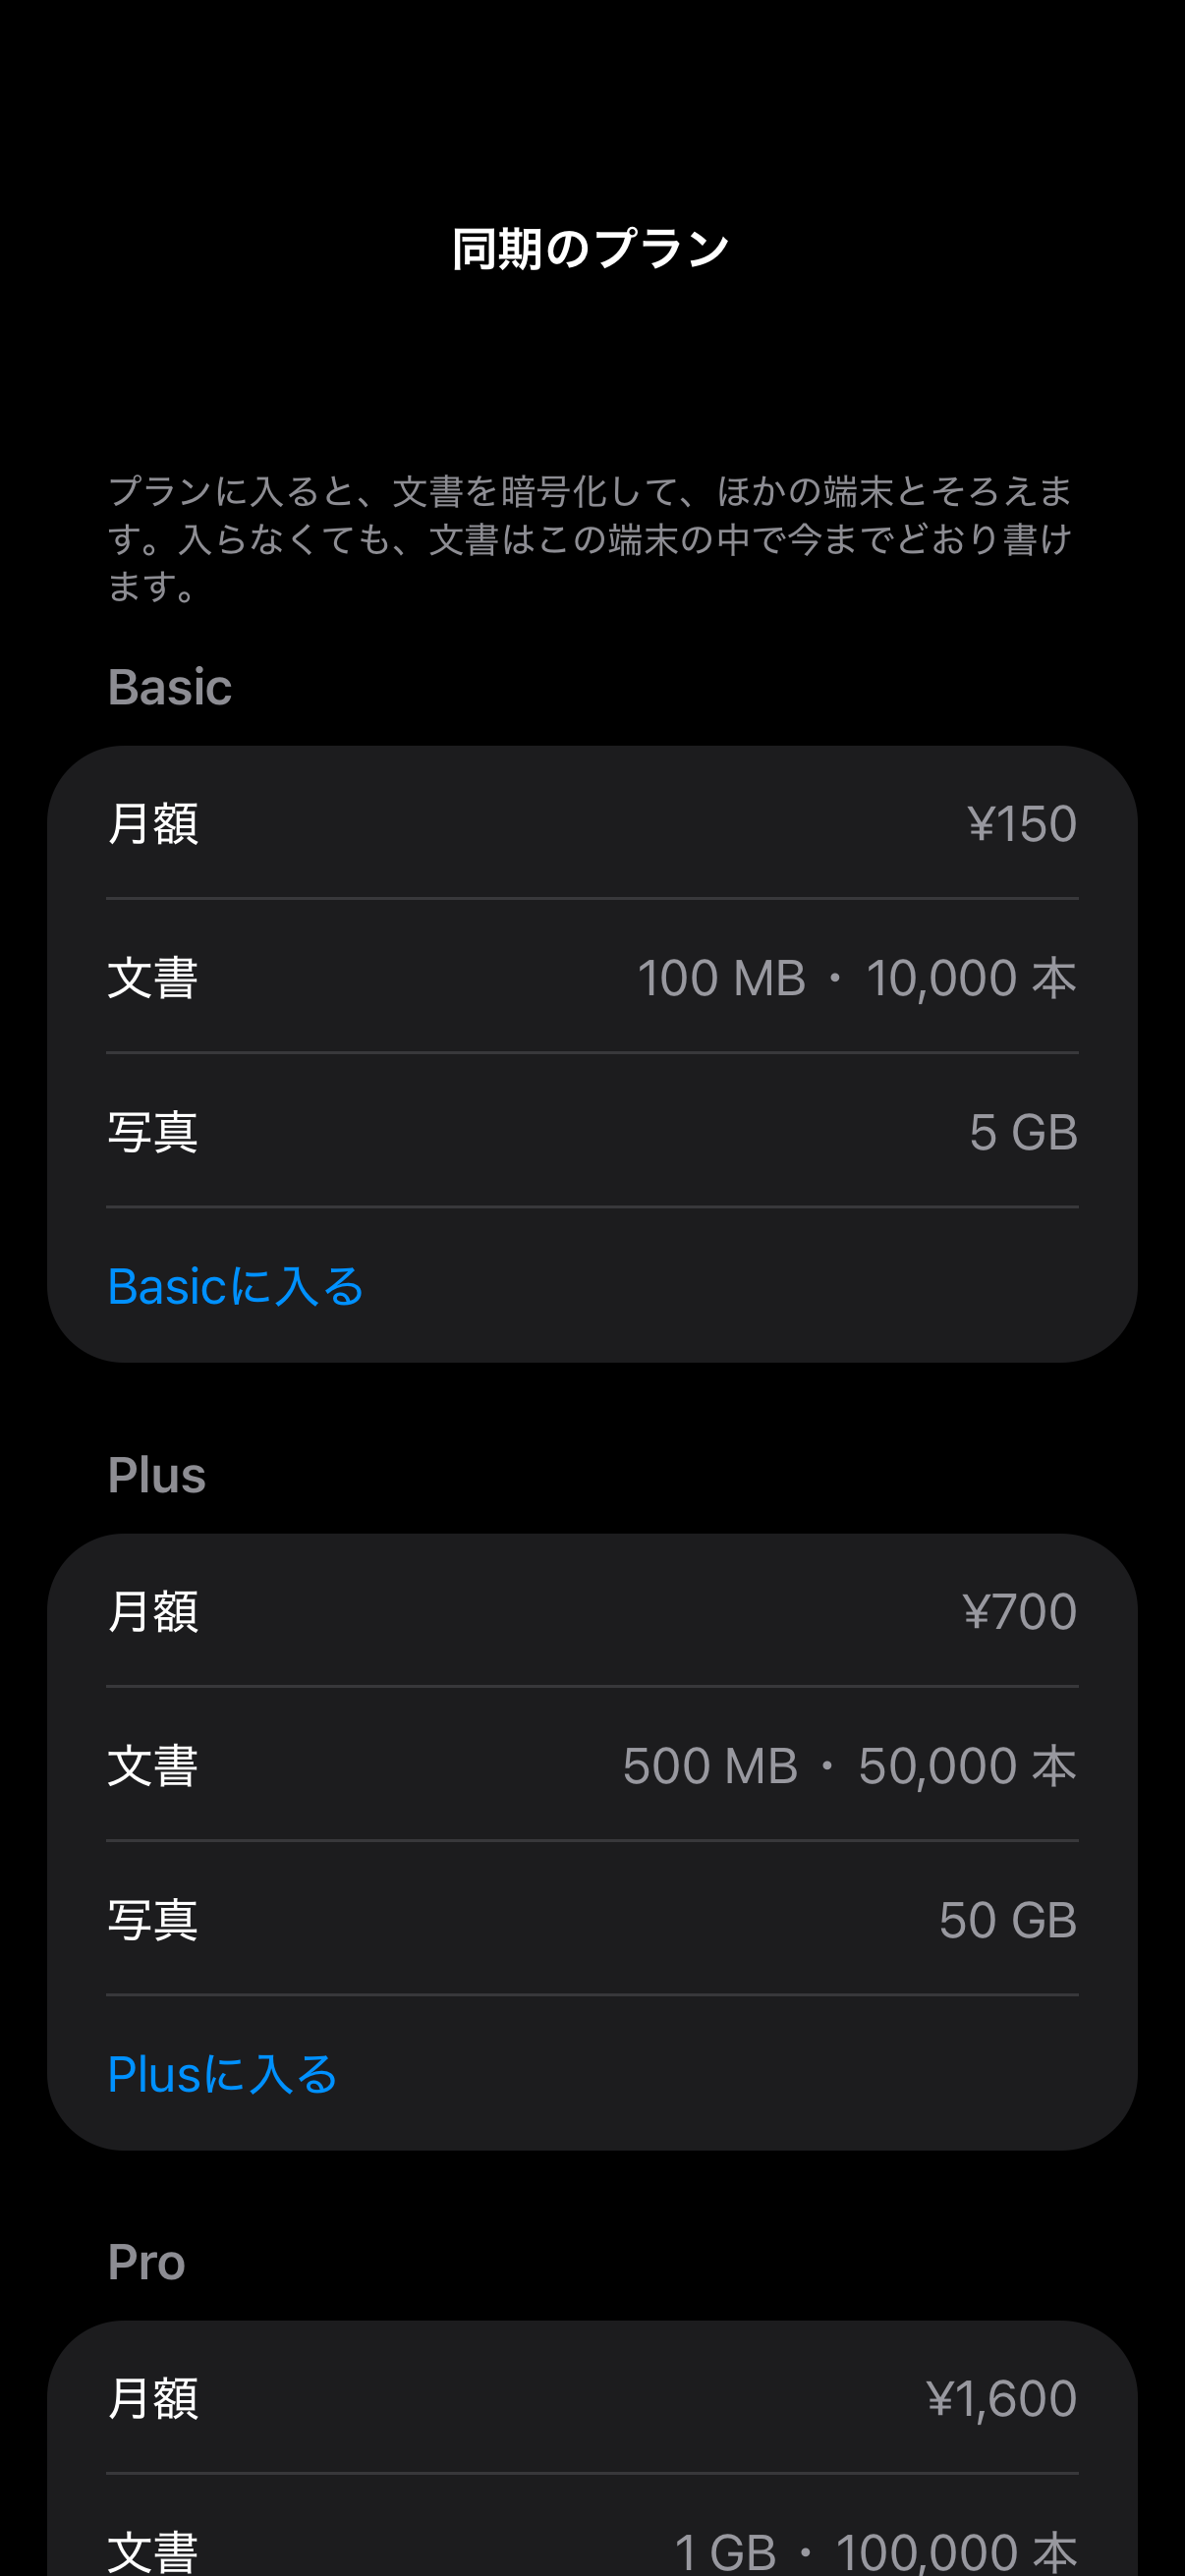 同期のプラン
プランに入ると、文書を暗号化して、ほかの端末とそろえま
す。入らなくても、文書はこの端末の中で今までどおり書け
ます。
Basic
月額 ¥150
文書 100 MB・10,000 本
写真 5 GB
Basicに入る
Plus
月額 ¥700
文書 500 MB・50,000 本
写真 50 GB
Plusに入る
Pro
月額 ¥1,600
文書 1 GB・100,000 本